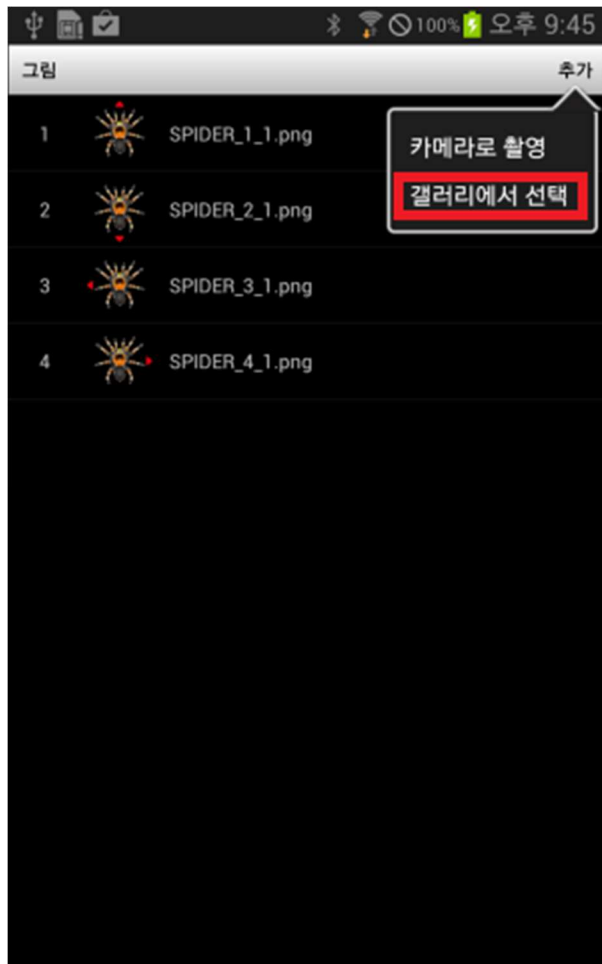 100% 오후 9:45
그림 추가
1 SPIDER_1_1.png
카메라로 촬영
2 SPIDER_2_1.png
갤러리에서 선택
3 SPIDER_3_1.png
4 SPIDER_4_1.png